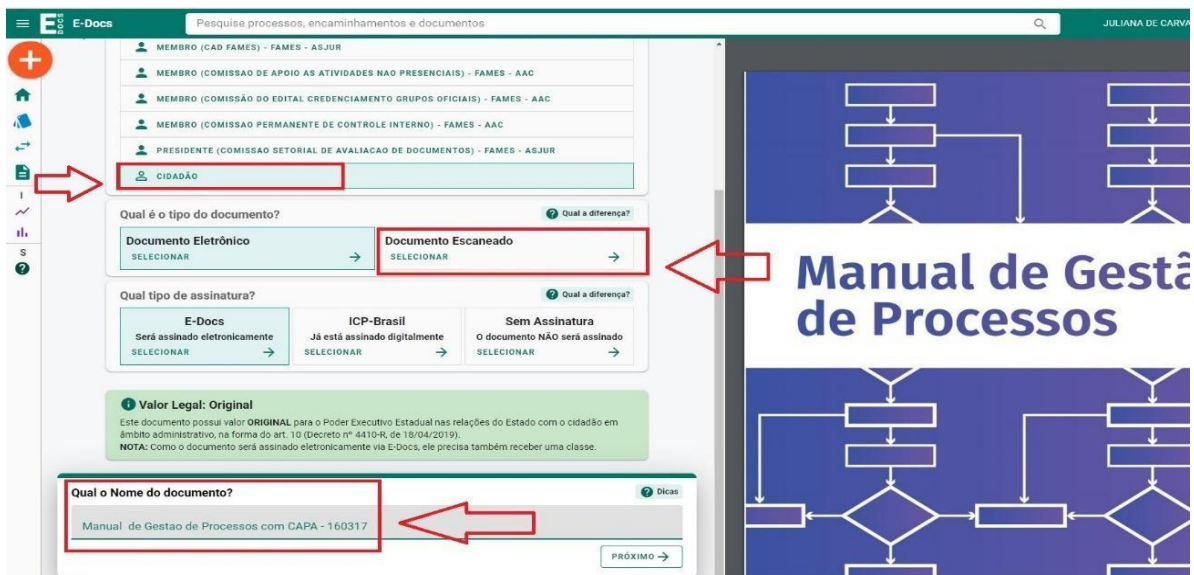 E-Docs
Pesquise processos, encaminhamentos e documentos
JULIANA DE CARVA
MEMBRO (CAD FAMES) - FAMES - ASJUR
MEMBRO (COMISSAO DE APOIO AS ATIVIDADES NAO PRESENCIAIS) - FAMES - AAC
MEMBRO (COMISSÃO DO EDITAL CREDENCIAMENTO GRUPOS OFICIAIS) - FAMES - AAC
MEMBRO (COMISSAO PERMANENTE DE CONTROLE INTERNO) - FAMES - AAC
PRESIDENTE (COMISSAO SETORIAL DE AVALIACAO DE DOCUMENTOS) - FAMES - ASJUR
CIDADÃO
I
S
Qual é o tipo do documento?
Qual a diferença?
Documento Eletrônico
SELECIONAR
Documento Escaneado
SELECIONAR
Qual tipo de assinatura?
Qual a diferença?
E-Docs
Será assinado eletronicamente
SELECIONAR
ICP-Brasil
Já está assinado digitalmente
SELECIONAR
Sem Assinatura
O documento NÃO será assinado
SELECIONAR
Valor Legal: Original
Este documento possui valor ORIGINAL para o Poder Executivo Estadual nas relações do Estado com o cidadão em
âmbito administrativo, na forma do art. 10 (Decreto nº 4410-R, de 18/04/2019).
NOTA: Como o documento será assinado eletronicamente via E-Docs, ele precisa também receber uma classe.
Qual o Nome do documento?
Dicas
Manual de Gestao de Processos com CAPA - 160317
PRÓXIMO
Manual de Gestã
de Processos